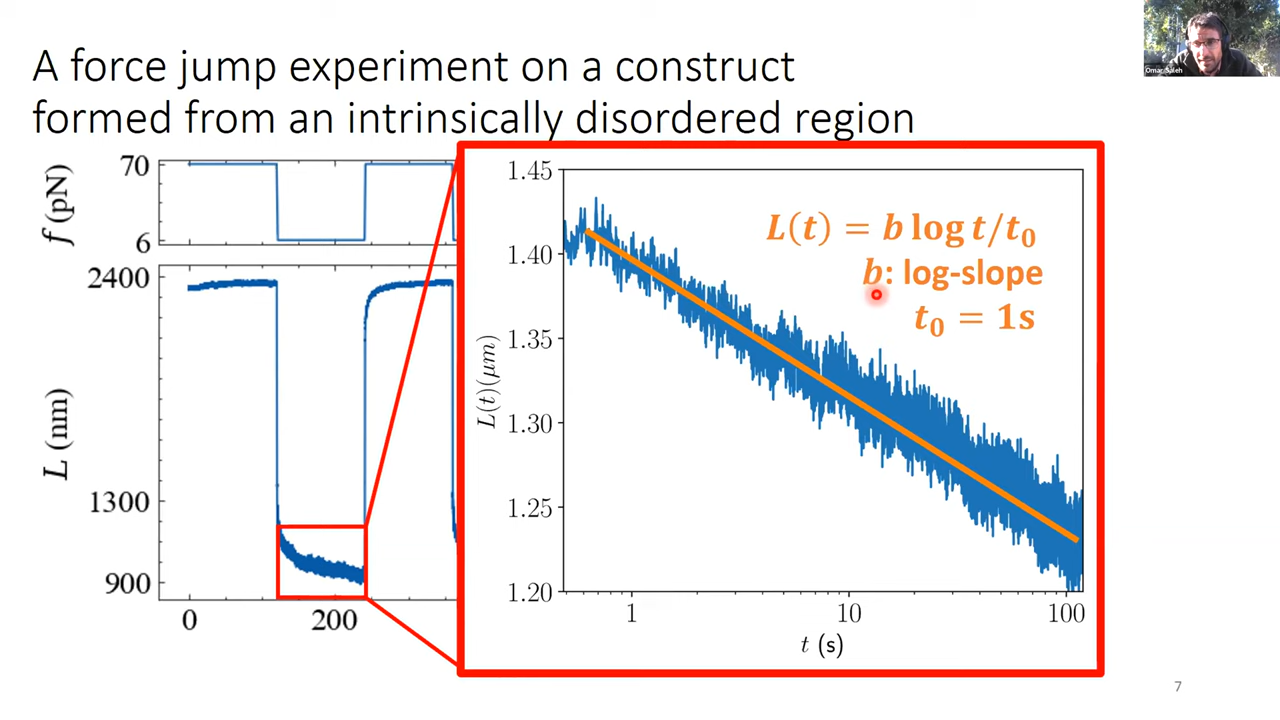 A force jump experiment on a construct
formed from an intrinsically disordered region
Omar Saleh
70
f (pN)
6
2400
L (nm)
1300
900
0
200
1.45
1.40
1.35
1.30
1.25
1.20
L(t)(μm)
L(t) = b log t/t₀
b: log-slope
t₀ = 1s
1
10
100
t (s)
7